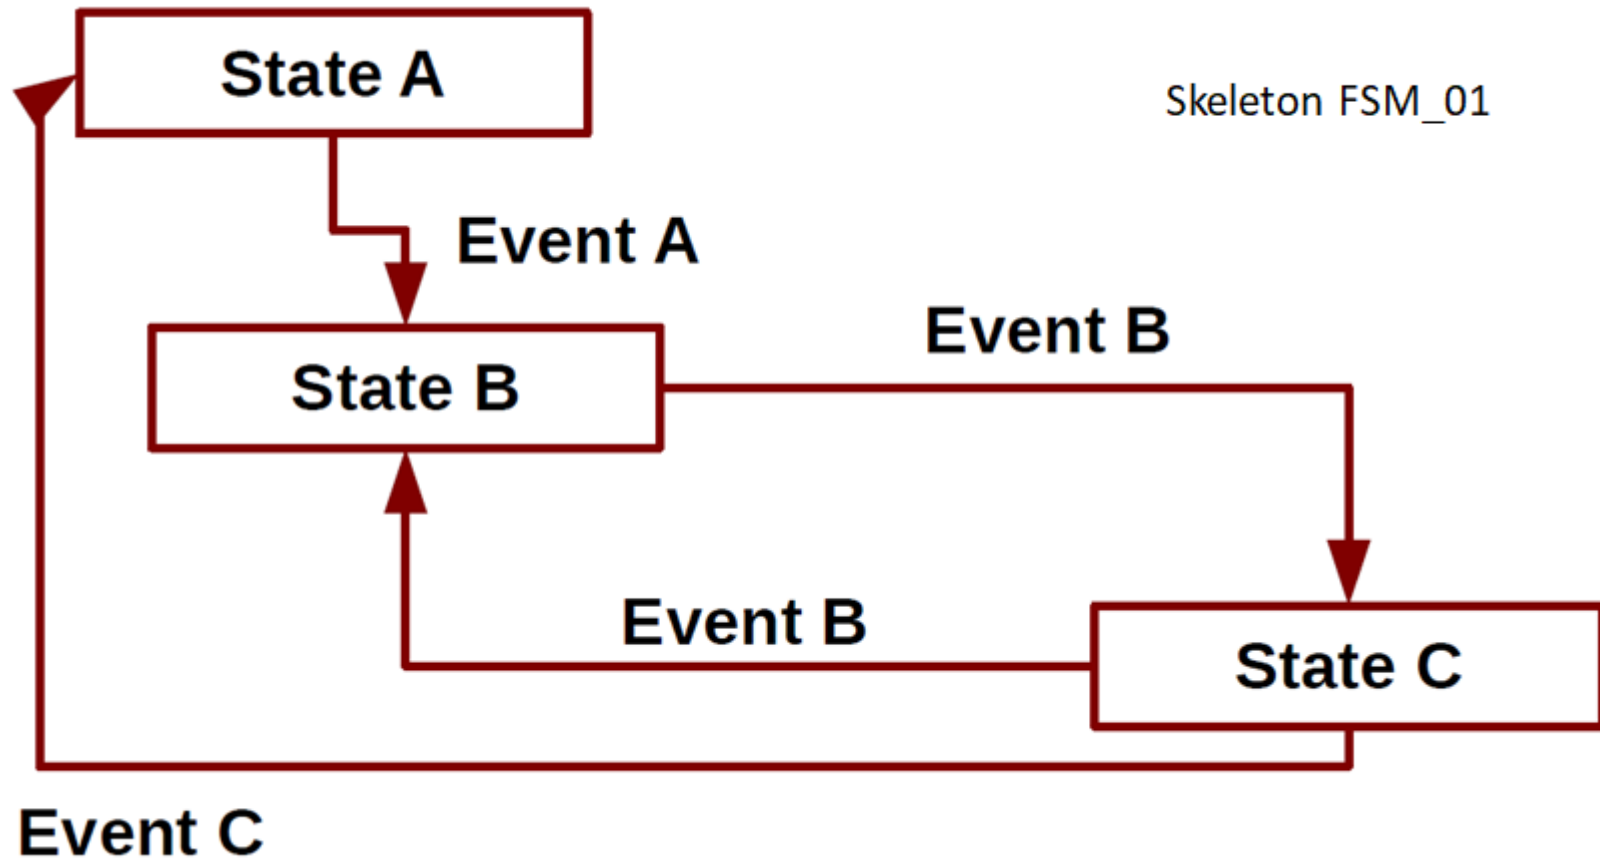 State A
Skeleton FSM_01
Event A
Event B
State B
Event B
State C
Event C